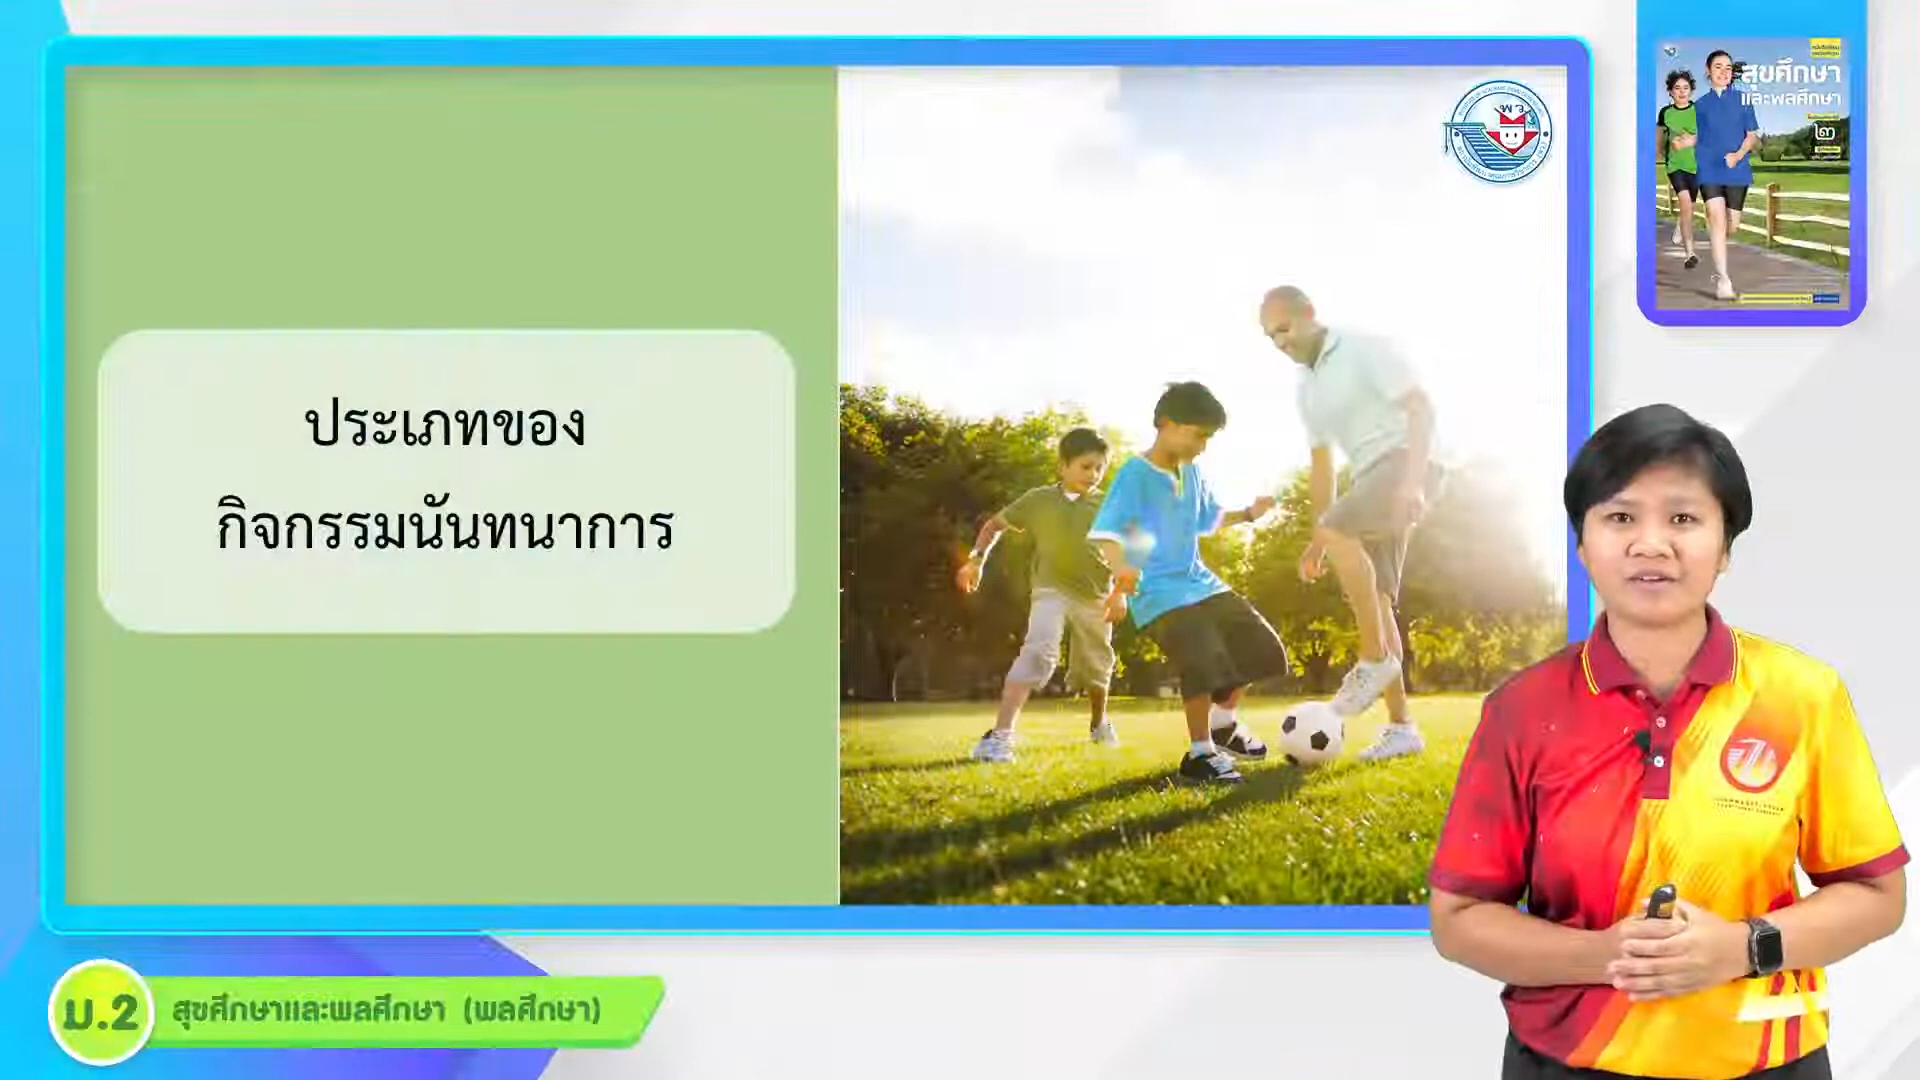 ประเภทของ
กิจกรรมนันทนาการ
พว
สุขศึกษา
และพลศึกษา
๒
ม.2
สุขศึกษาและพลศึกษา (พลศึกษา)